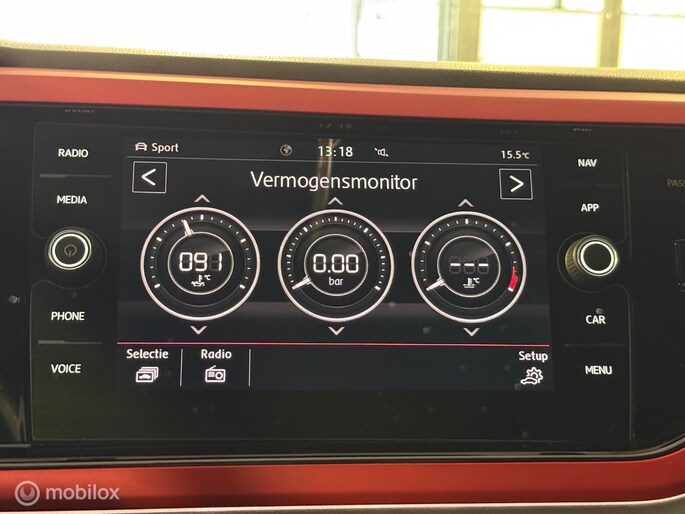 RADIO
MEDIA
PHONE
VOICE
Sport 13:18 15.5°C
< Vermogensmonitor >
091 °C
0.00 bar
--- °C
Selectie Radio Setup
NAV
APP
CAR
MENU
PASS
mobilox